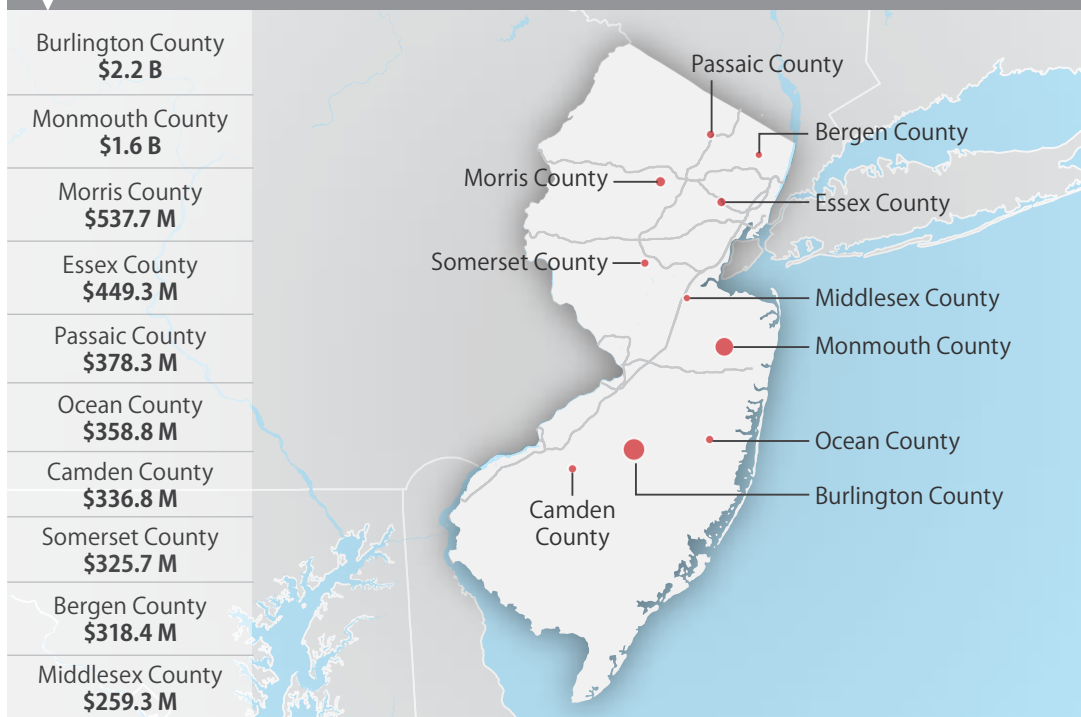 Burlington County
$2.2 B
Monmouth County
$1.6 B
Morris County
$537.7 M
Essex County
$449.3 M
Passaic County
$378.3 M
Ocean County
$358.8 M
Camden County
$336.8 M
Somerset County
$325.7 M
Bergen County
$318.4 M
Middlesex County
$259.3 M
Passaic County
Bergen County
Morris County
Essex County
Somerset County
Middlesex County
Monmouth County
Ocean County
Burlington County
Camden
County